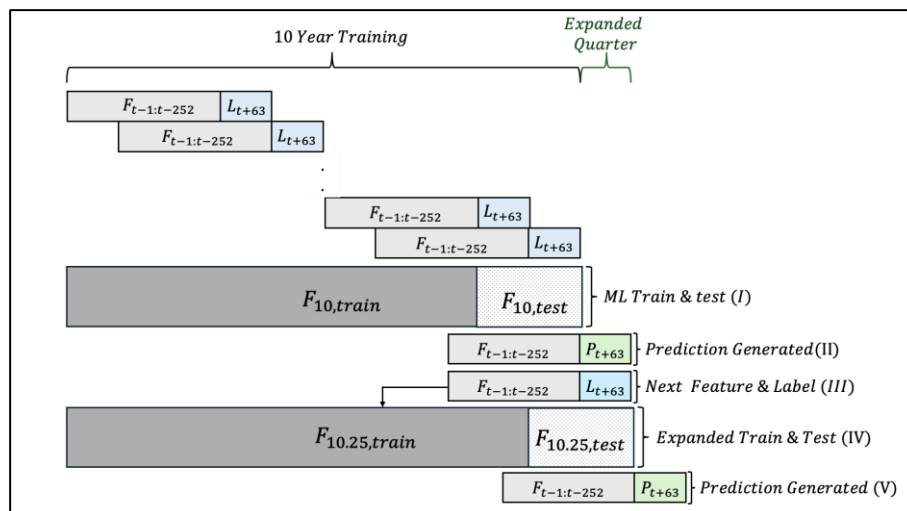 10 Year Training
Expanded
Quarter
F_{t−1:t−252} L_{t+63}
F_{t−1:t−252} L_{t+63}
.
.
F_{t−1:t−252} L_{t+63}
F_{t−1:t−252} L_{t+63}
F_{10,train} F_{10,test} ML Train & test (I)
F_{t−1:t−252} P_{t+63} Prediction Generated(II)
F_{t−1:t−252} L_{t+63} Next Feature & Label (III)
F_{10.25,train} F_{10.25,test} Expanded Train & Test (IV)
F_{t−1:t−252} P_{t+63} Prediction Generated (V)